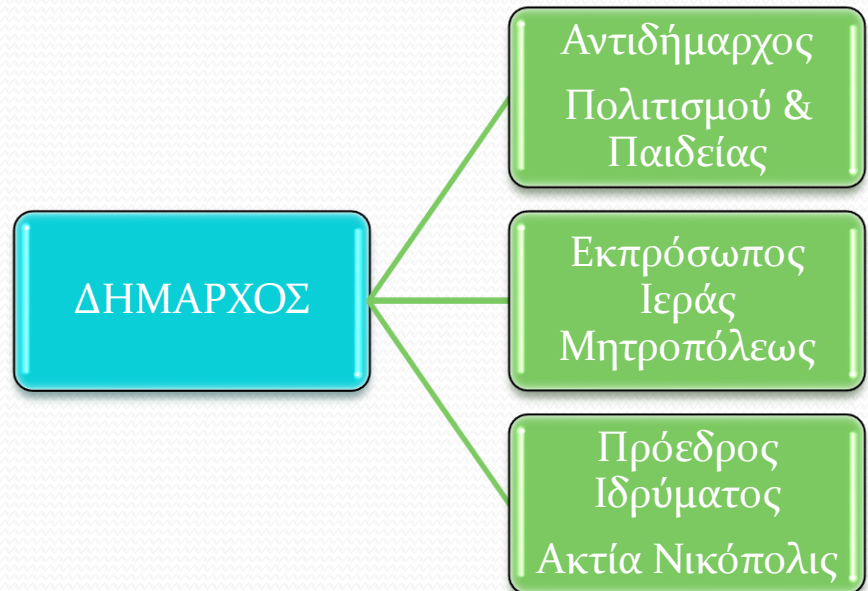 ΔΗΜΑΡΧΟΣ
Αντιδήμαρχος
Πολιτισμού &
Παιδείας
Εκπρόσωπος
Ιεράς
Μητροπόλεως
Πρόεδρος
Ιδρύματος
Ακτία Νικόπολις